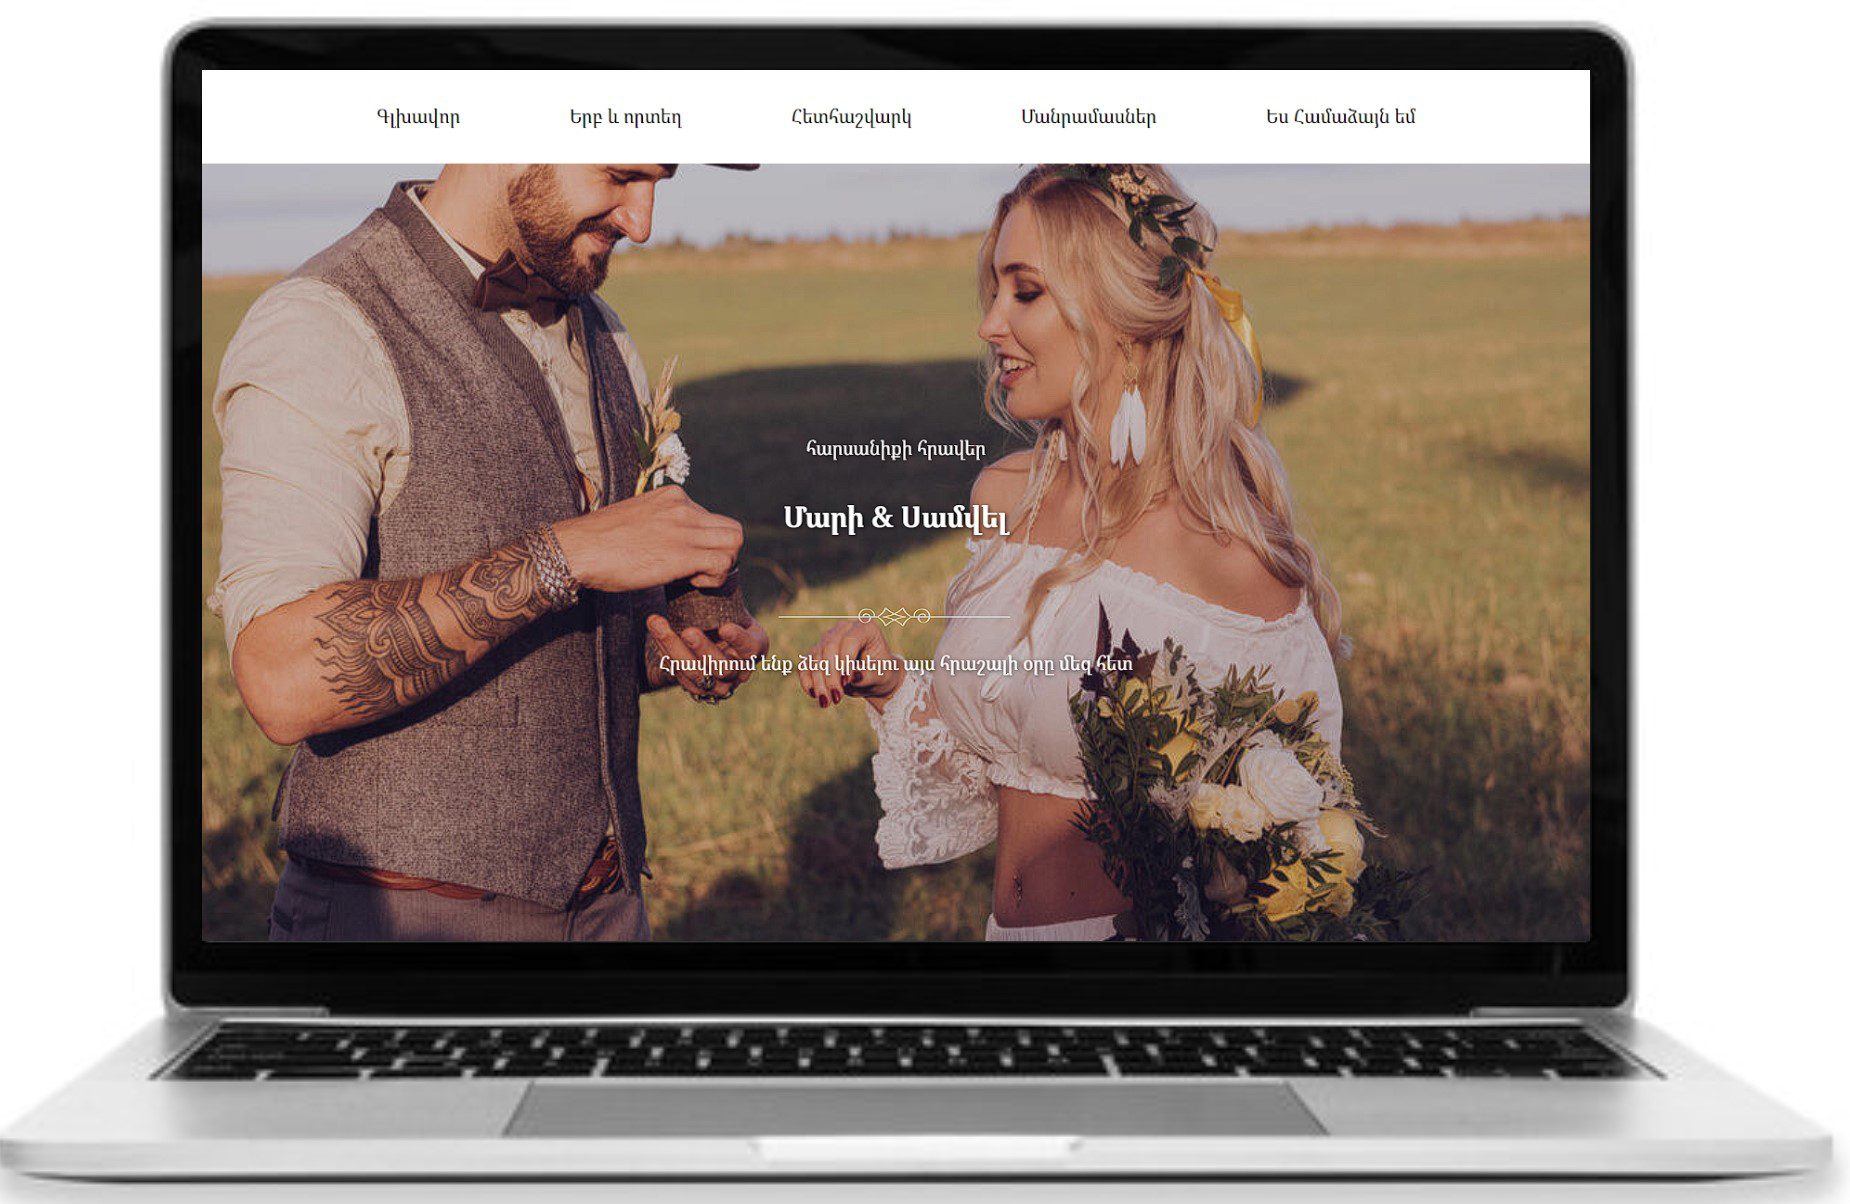 Գլխավոր Երբ և որտեղ Հետհաշվարկ Մանրամասներ Ես Համաձայն եմ
հարսանիքի հրավեր
Մարի & Սամվել
Հրավիրում ենք ձեզ կիսելու այս հրաշալի օրը մեզ հետ